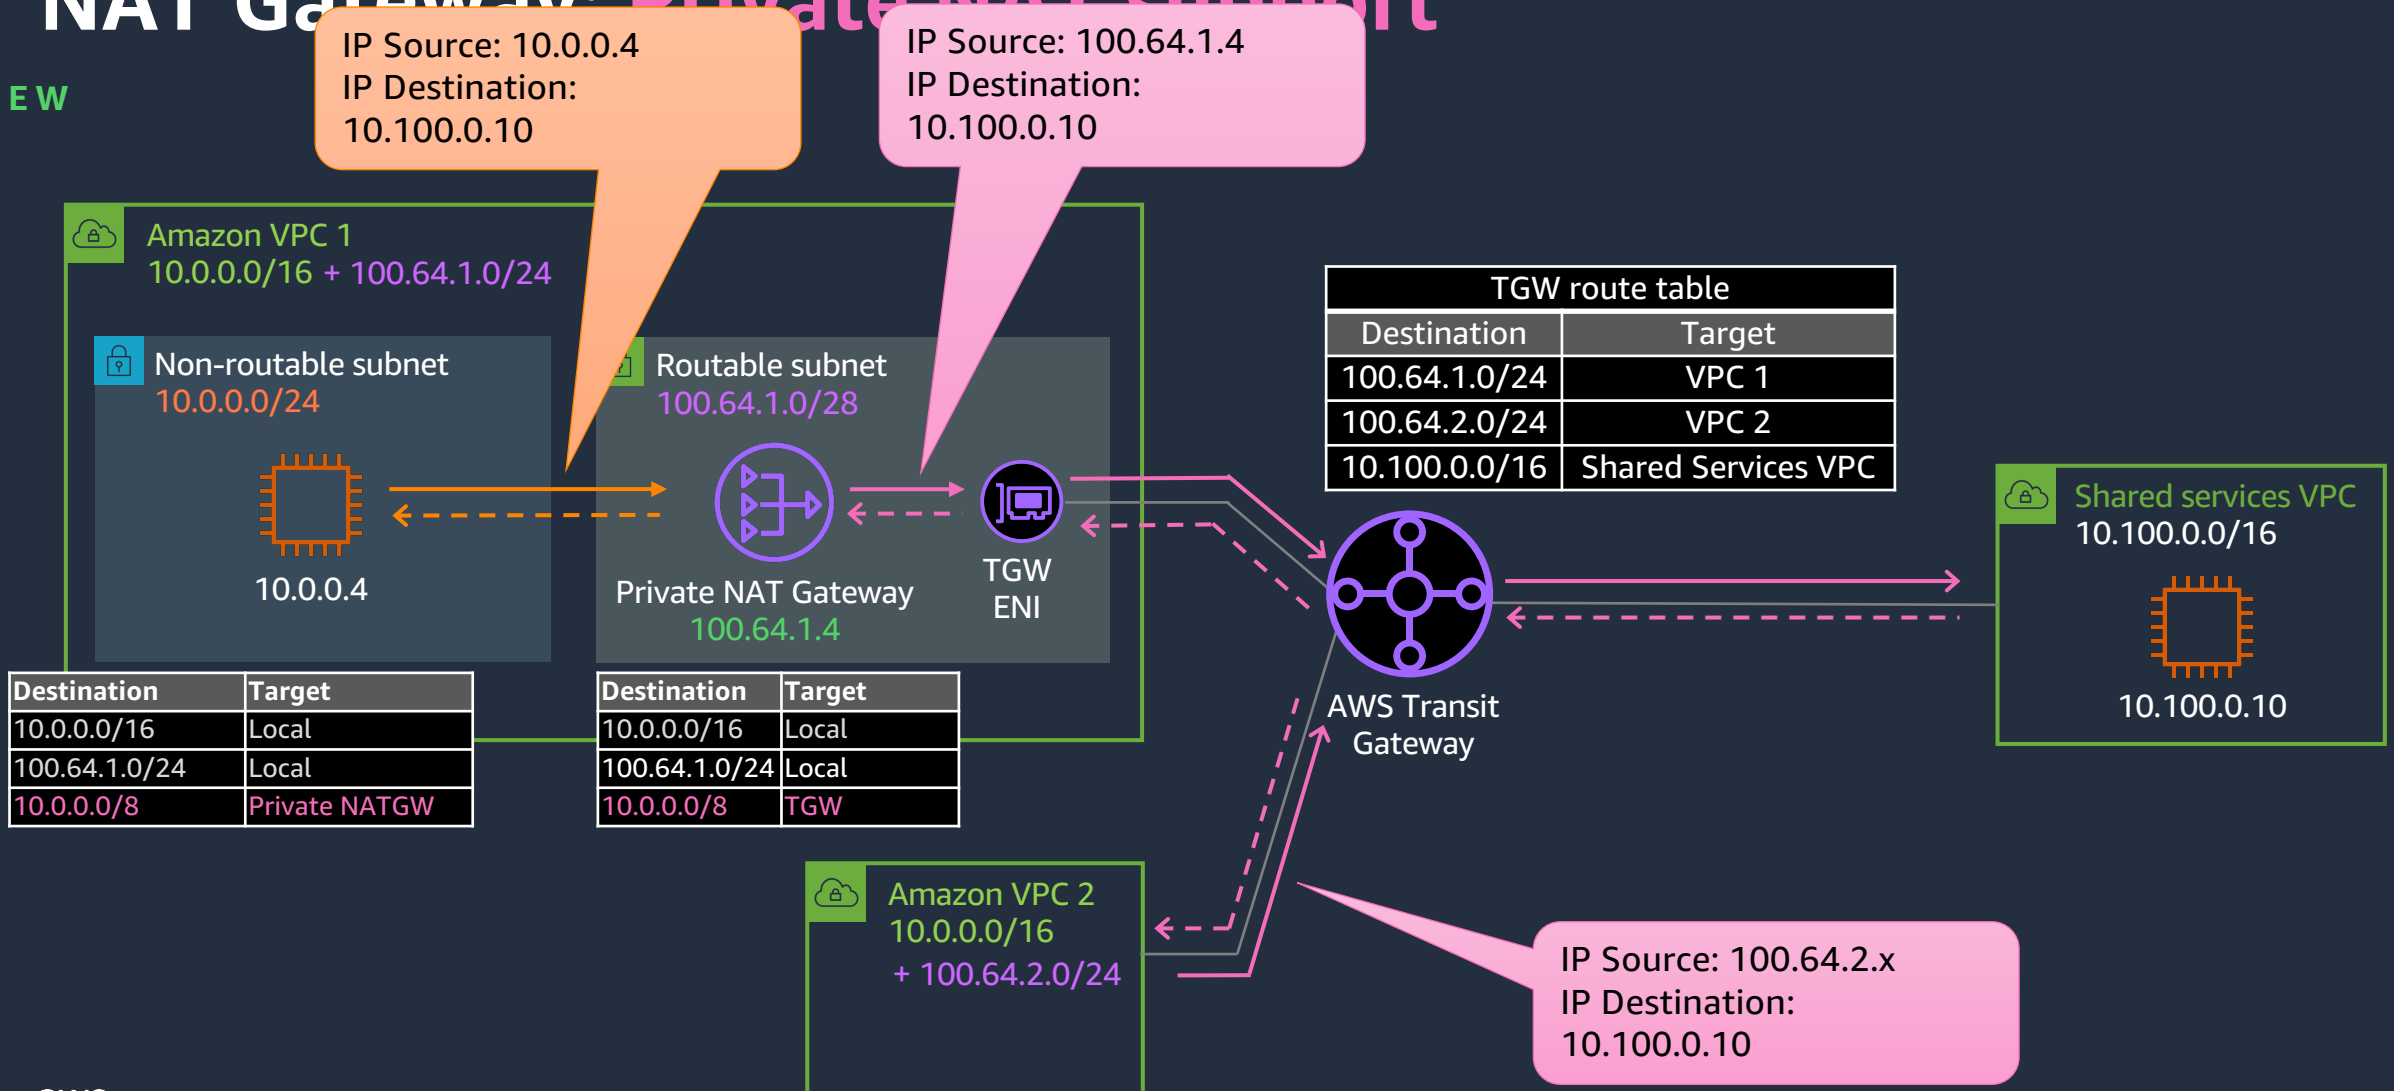 NAT Gateway: Private NAT support
EW
IP Source: 10.0.0.4
IP Destination:
10.100.0.10
IP Source: 100.64.1.4
IP Destination:
10.100.0.10
Amazon VPC 1
10.0.0.0/16 + 100.64.1.0/24
Non-routable subnet
10.0.0.0/24
10.0.0.4
Routable subnet
100.64.1.0/28
Private NAT Gateway
100.64.1.4
TGW
ENI
Destination Target
10.0.0.0/16 Local
100.64.1.0/24 Local
10.0.0.0/8 Private NATGW
Destination Target
10.0.0.0/16 Local
100.64.1.0/24 Local
10.0.0.0/8 TGW
TGW route table
Destination Target
100.64.1.0/24 VPC 1
100.64.2.0/24 VPC 2
10.100.0.0/16 Shared Services VPC
AWS Transit
Gateway
Shared services VPC
10.100.0.0/16
10.100.0.10
Amazon VPC 2
10.0.0.0/16
+ 100.64.2.0/24
IP Source: 100.64.2.x
IP Destination:
10.100.0.10